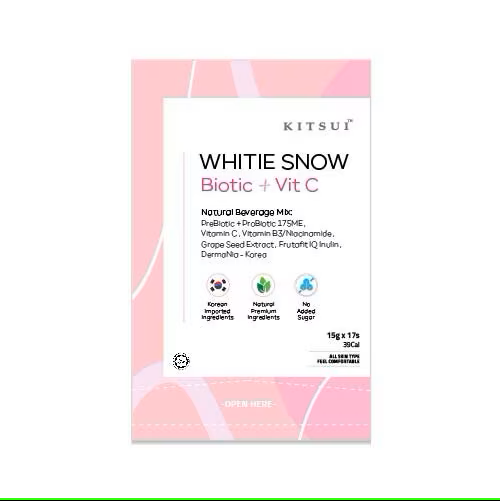 KITSUI™
WHITIE SNOW
Biotic + Vit C
Natural Beverage Mix:
PreBiotic + ProBiotic 175ME,
Vitamin C, Vitamin B3/Niacinamide,
Grape Seed Extract, Frutafit IQ Inulin,
DermaNia - Korea
Korean
Imported
Ingredients
Natural
Premium
Ingredients
No
Added
Sugar
15g x 17s
39Cal
ALL SKIN TYPE
FEEL COMFORTABLE
-OPEN HERE-